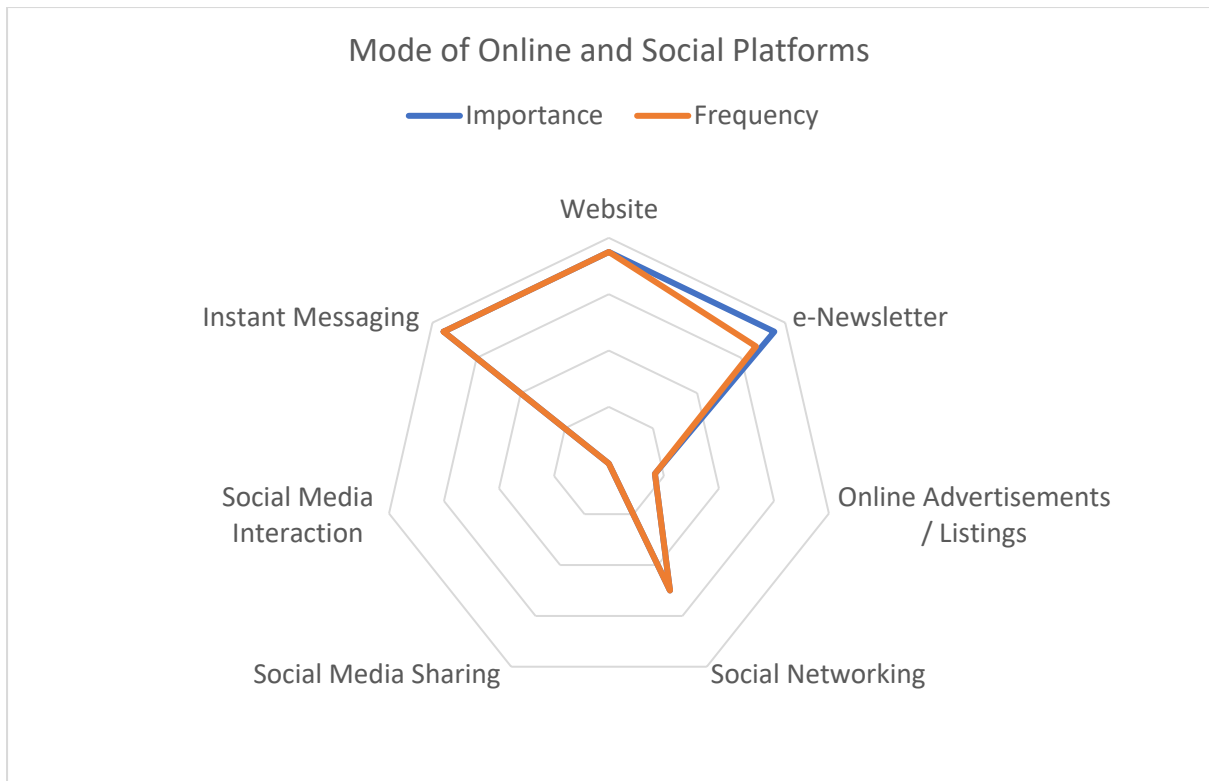 Mode of Online and Social Platforms
Importance
Frequency
Website
Instant Messaging
e-Newsletter
Social Media
Interaction
Online Advertisements
/ Listings
Social Media Sharing
Social Networking